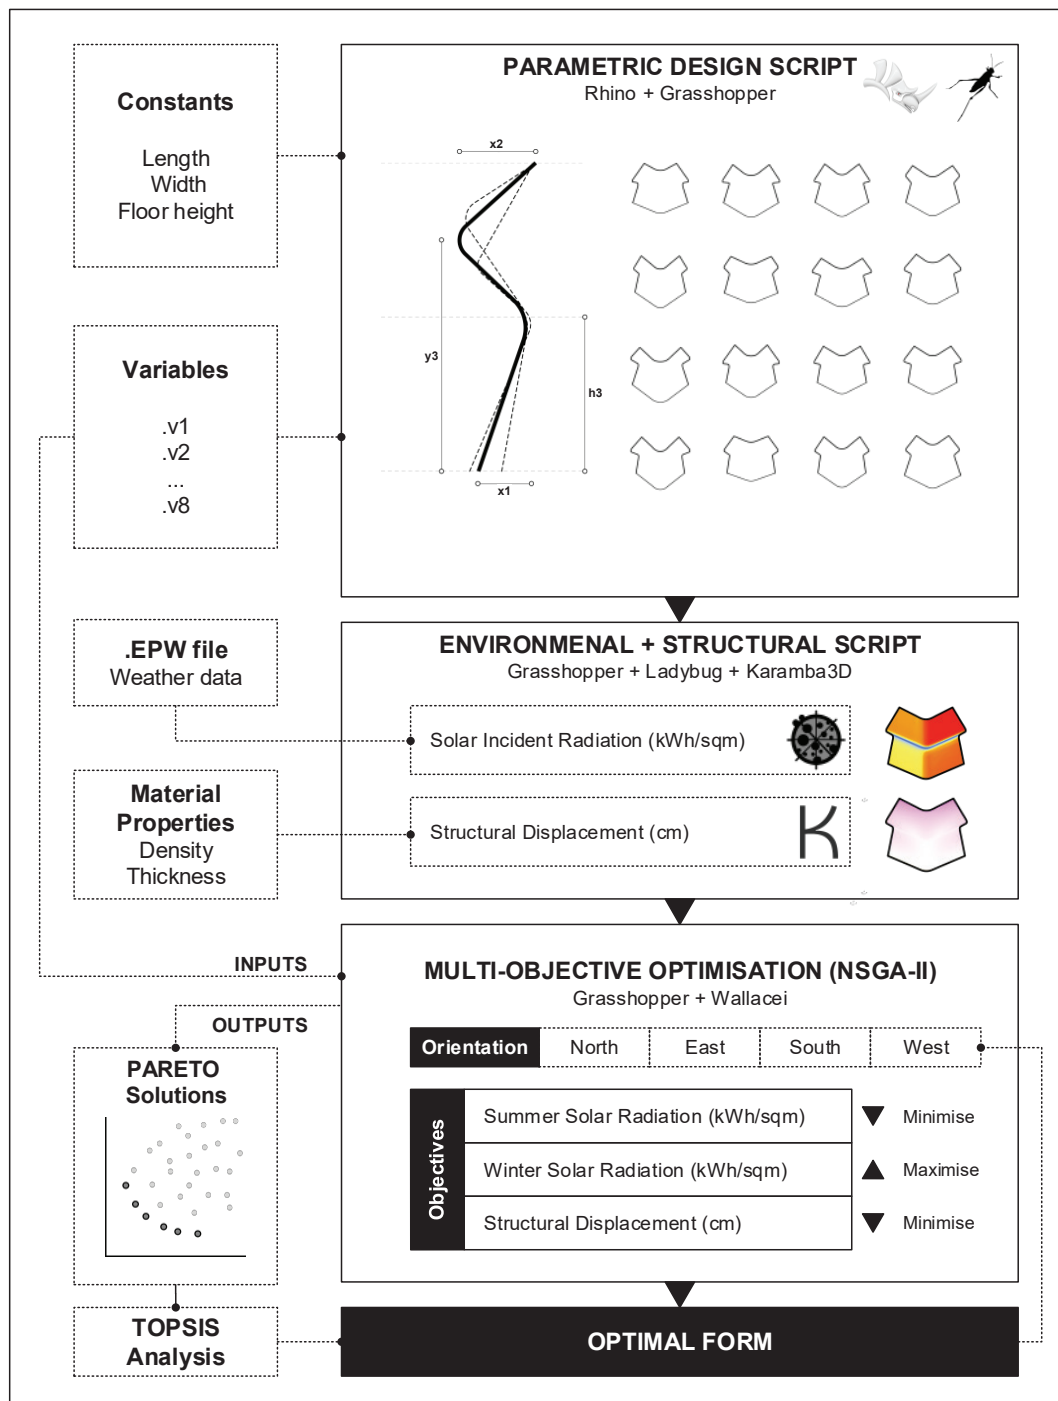 Constants
Length
Width
Floor height
PARAMETRIC DESIGN SCRIPT
Rhino + Grasshopper
x2
y3
h3
x1
Variables
.v1
.v2
...
.v8
.EPW file
Weather data
ENVIRONMENAL + STRUCTURAL SCRIPT
Grasshopper + Ladybug + Karamba3D
Solar Incident Radiation (kWh/sqm)
Material
Properties
Density
Thickness
Structural Displacement (cm)
INPUTS
OUTPUTS
MULTI-OBJECTIVE OPTIMISATION (NSGA-II)
Grasshopper + Wallacei
Orientation North East South West
Objectives
Summer Solar Radiation (kWh/sqm) Minimise
Winter Solar Radiation (kWh/sqm) Maximise
Structural Displacement (cm) Minimise
PARETO
Solutions
TOPSIS
Analysis
OPTIMAL FORM